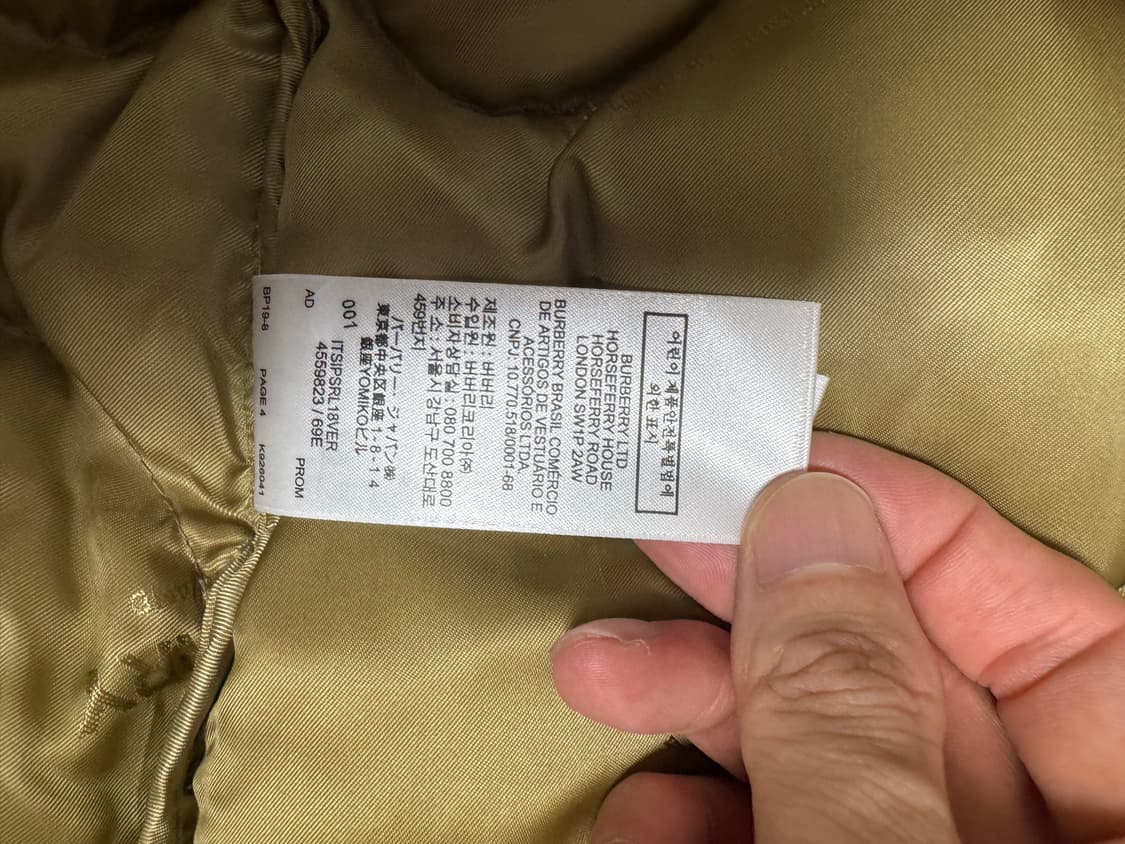 어린이제품안전특별법에
의한 표시
BURBERRY LTD
HORSEFERRY HOUSE
HORSEFERRY ROAD
LONDON SW1P 2AW
BURBERRY BRASIL COMÉRCIO
DE ARTIGOS DE VESTUÁRIO E
ACESSÓRIOS LTDA.
CNPJ: 10.770.518/0001-68
제조원 : 버버리
수입원 : 버버리코리아㈜
소비자상담실 : 080 700 8800
주 소 : 서울시 강남구 도산대로
459번지
バーバリー・ジャパン㈱
東京都中央区銀座1-8-14
銀座YOMIKOビル
001 ITSIPSRL18VER
4559823 / 69E
AD PROM
BP19-8 PAGE 4 K926041